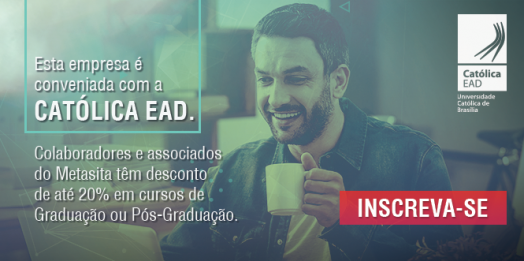 Esta empresa é
conveniada com a
CATÓLICA EAD.
Colaboradores e associados
do Metasita têm desconto
de até 20% em cursos de
Graduação ou Pós-Graduação.
Católica
EAD
Universidade
Católica de
Brasília
INSCREVA-SE